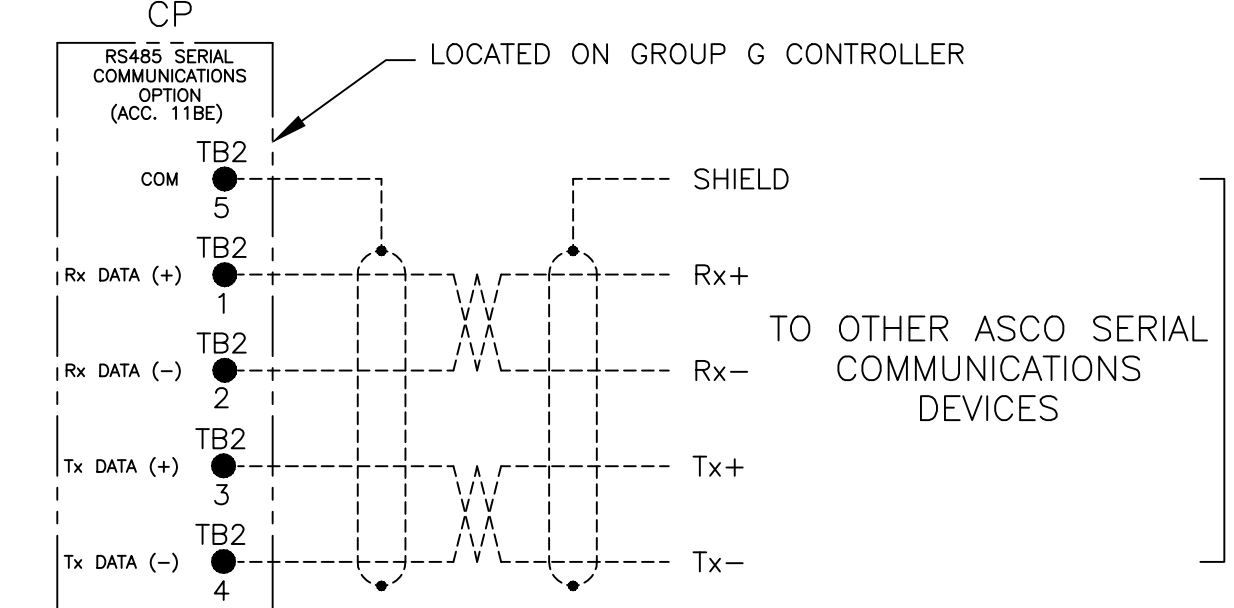 CP
RS485 SERIAL
COMMUNICATIONS
OPTION
(ACC. 11BE)
LOCATED ON GROUP G CONTROLLER
TB2
COM
5
SHIELD
TB2
Rx DATA (+)
1
Rx+
TB2
Rx DATA (-)
2
Rx-
TB2
Tx DATA (+)
3
Tx+
TB2
Tx DATA (-)
4
Tx-
TO OTHER ASCO SERIAL
COMMUNICATIONS
DEVICES